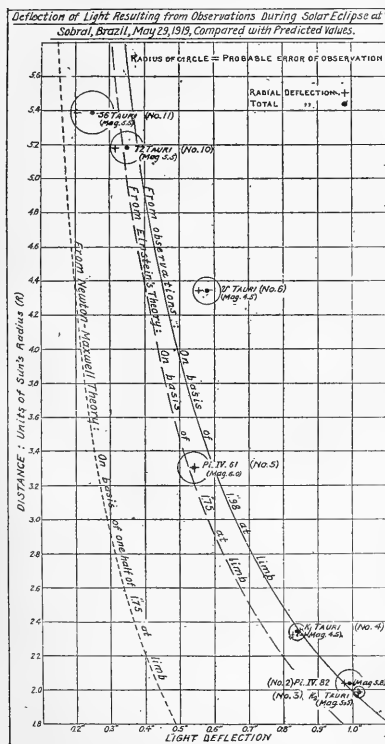 Deflection of Light Resulting from Observations During Solar Eclipse at
Sobral, Brazil, May 29, 1919, Compared with Predicted Values.
RADIUS OF CIRCLE = PROBABLE ERROR OF OBSERVATION
RADIAL DEFLECTION, +
TOTAL " •
5.6
5.4
5.2
5.0
4.8
4.6
4.4
4.2
4.0
3.8
3.6
3.4
3.2
3.0
2.8
2.6
2.4
2.2
2.0
1.8
DISTANCE: Units of Sun's Radius (R)
56 TAURI (No. 11)
(Mag. 5.5)
72 TAURI (No. 10)
(Mag. 5.5)
υ TAURI (No. 6)
(Mag. 4.5)
Pi. IV. 61 (No. 5)
(Mag. 6.0)
K₁ TAURI (No. 4)
(Mag. 4.5)
(No. 2) Pi. IV. 82 (Mag. 5.8)
(No. 3), K₂ TAURI
(Mag. 5.5)
From Newton-Maxwell Theory: On basis of one half of 1".75 at limb
From Einstein's Theory: On basis of 1".75 at limb
From observations: On basis of 1".98 at limb
0.2" 0.3" 0.4" 0.5" 0.6" 0.7" 0.8" 0.9" 1.0"
LIGHT DEFLECTION